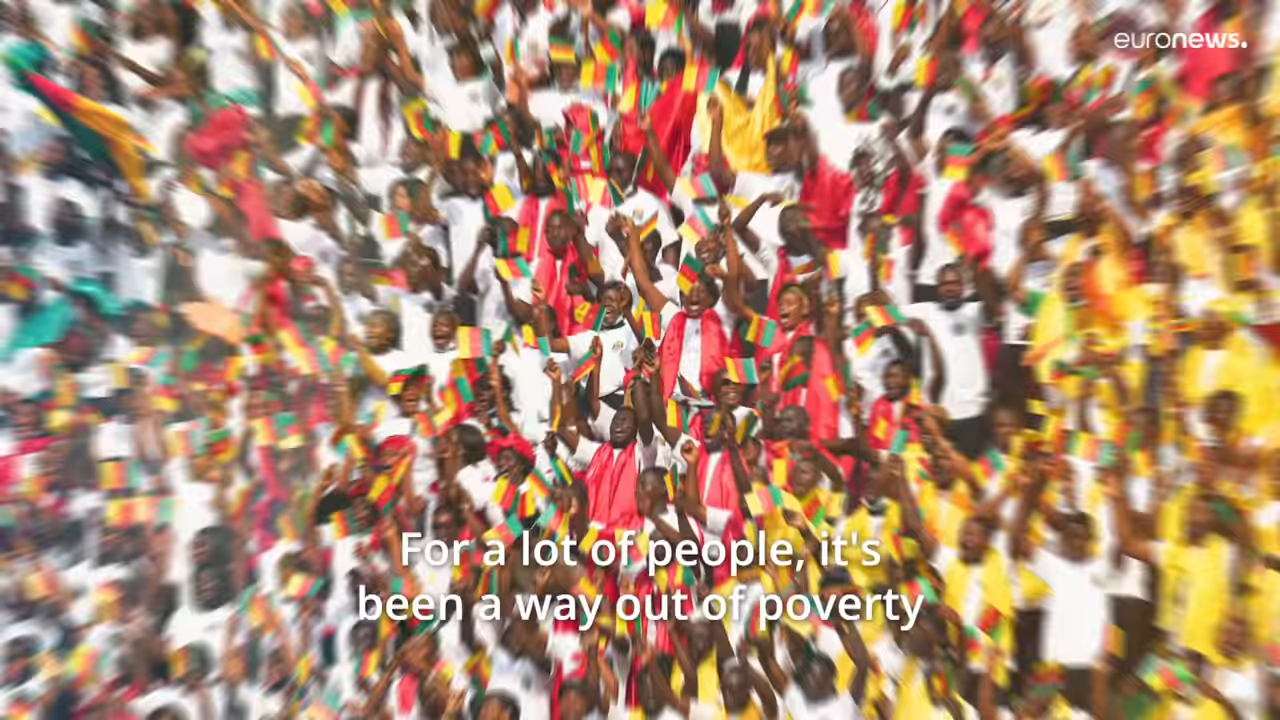 euronews.
For a lot of people, it's
been a way out of poverty